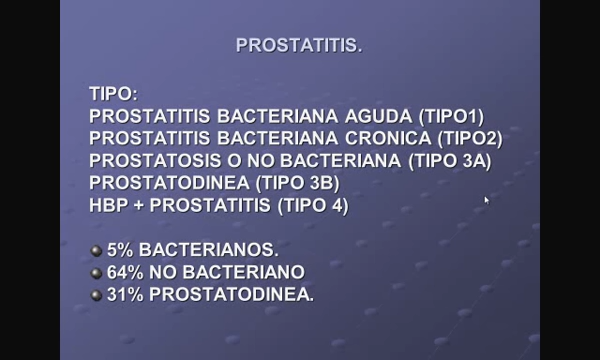 PROSTATITIS.
TIPO:
PROSTATITIS BACTERIANA AGUDA (TIPO1)
PROSTATITIS BACTERIANA CRONICA (TIPO2)
PROSTATOSIS O NO BACTERIANA (TIPO 3A)
PROSTATODINEA (TIPO 3B)
HBP + PROSTATITIS (TIPO 4)
5% BACTERIANOS.
64% NO BACTERIANO
31% PROSTATODINEA.